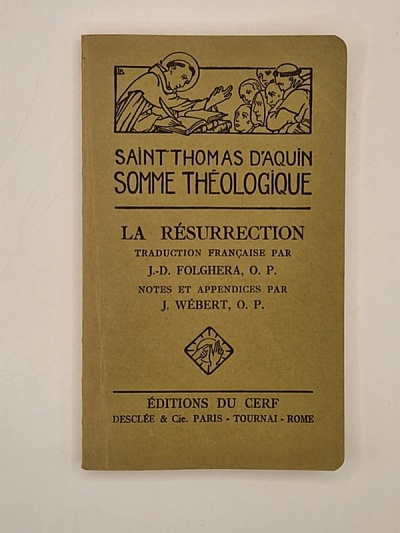 SAINT THOMAS D'AQUIN
SOMME THÉOLOGIQUE
LA RÉSURRECTION
TRADUCTION FRANÇAISE PAR
J.-D. FOLGHERA, O. P.
NOTES ET APPENDICES PAR
J. WÉBERT, O. P.
ÉDITIONS DU CERF
DESCLÉE & Cie. PARIS - TOURNAI - ROME